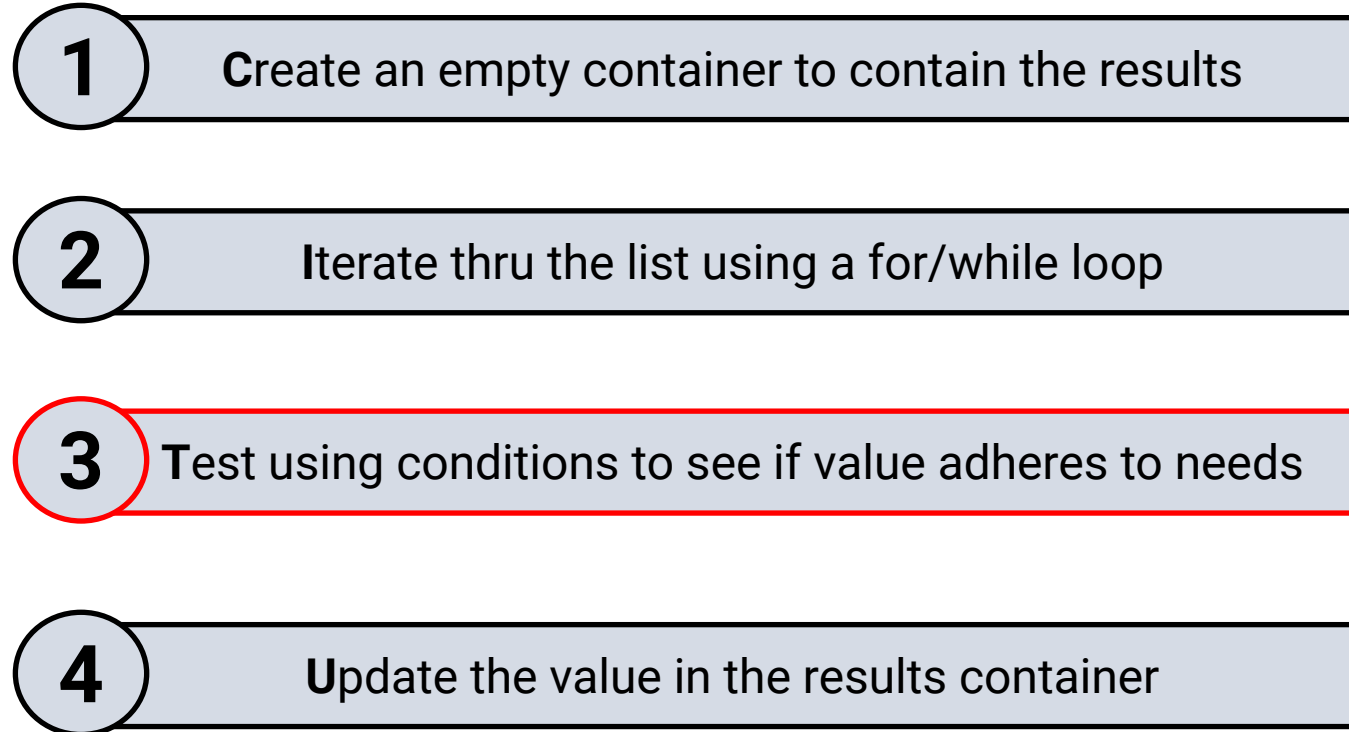 1
Create an empty container to contain the results
2
Iterate thru the list using a for/while loop
3
Test using conditions to see if value adheres to needs
4
Update the value in the results container